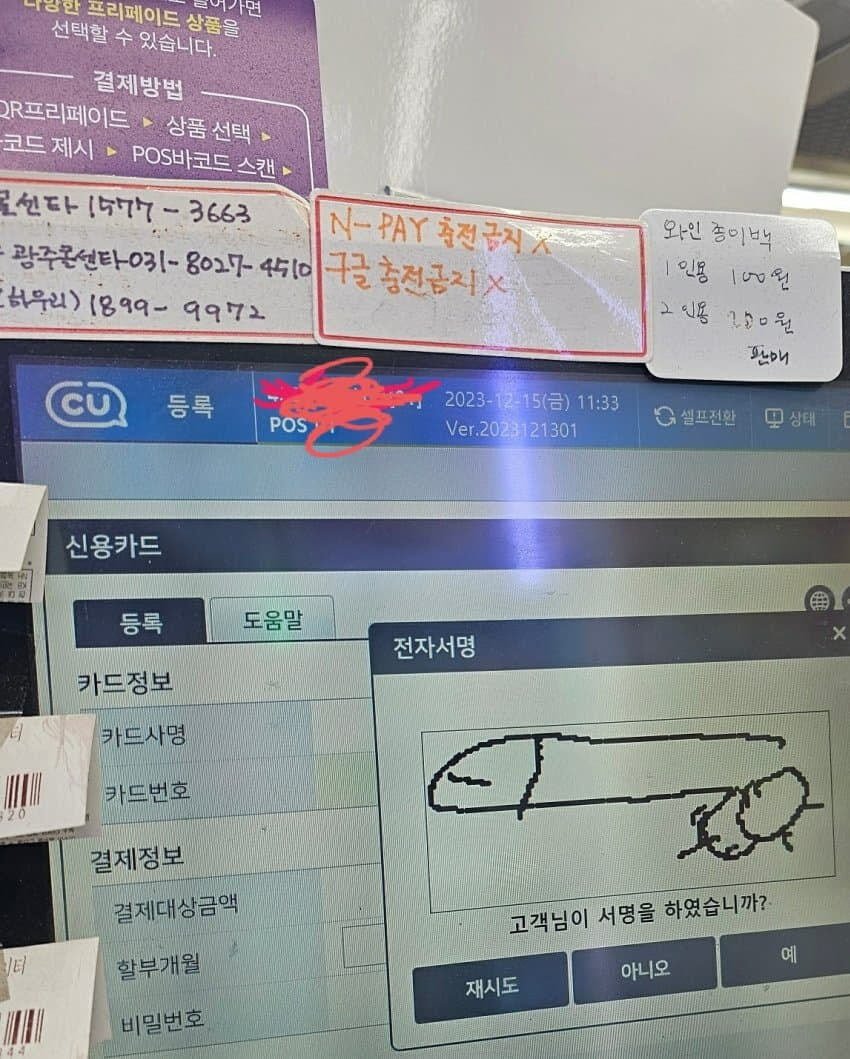 다양한 프리페이드 상품을
선택할 수 있습니다.
결제방법
QR프리페이드 ▶ 상품 선택 ▶
코드 제시 ▶ POS바코드 스캔 ▶
1577-3663
광주콜센타 031-8027-4510
1899-9972
N-PAY 충전금지 X
구글 충전금지 X
와인 종이백
1인용 100원
2인용
판매
CU 등록
POS
2023-12-15(금) 11:33
Ver.2023121301
셀프전환
상태
신용카드
등록 도움말
카드정보
카드사명
카드번호
결제정보
결제대상금액
할부개월
비밀번호
전자서명
고객님이 서명을 하였습니까?
재시도 아니오 예